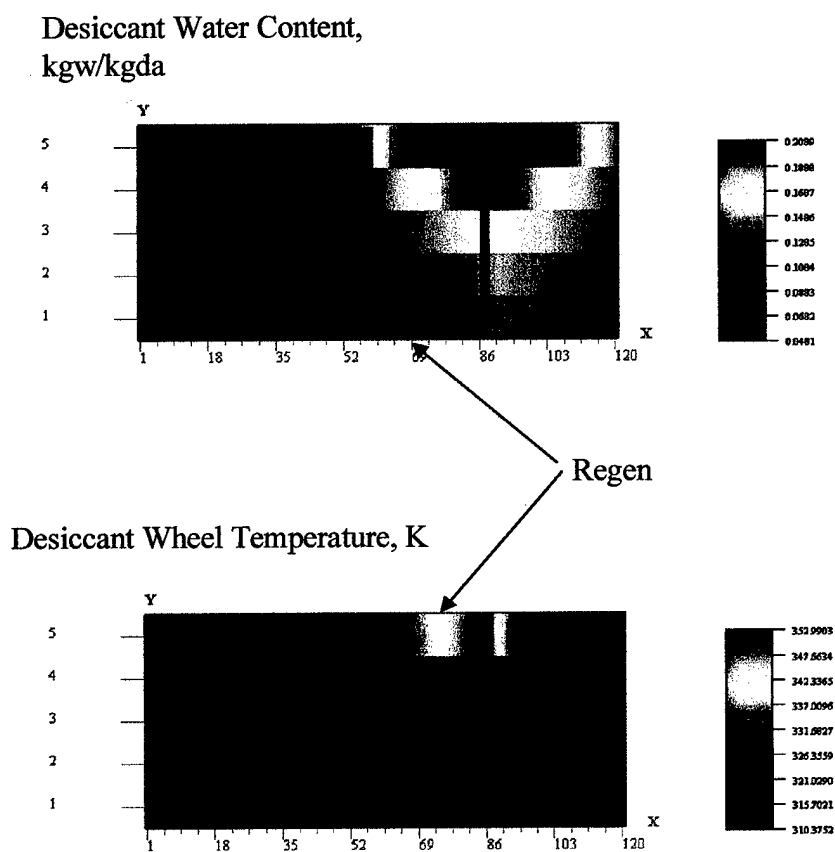 Desiccant Water Content,
kgw/kgda
Y
5
4
3
2
1
X
1 18 35 52 69 86 103 120
0.2089
0.1888
0.1687
0.1486
0.1285
0.1084
0.0883
0.0682
0.0481
Regen
Desiccant Wheel Temperature, K
Y
5
4
3
2
1
X
1 18 35 52 69 86 103 120
352.9903
347.6634
342.3365
337.0096
331.6827
326.3559
321.0290
315.7021
310.3752